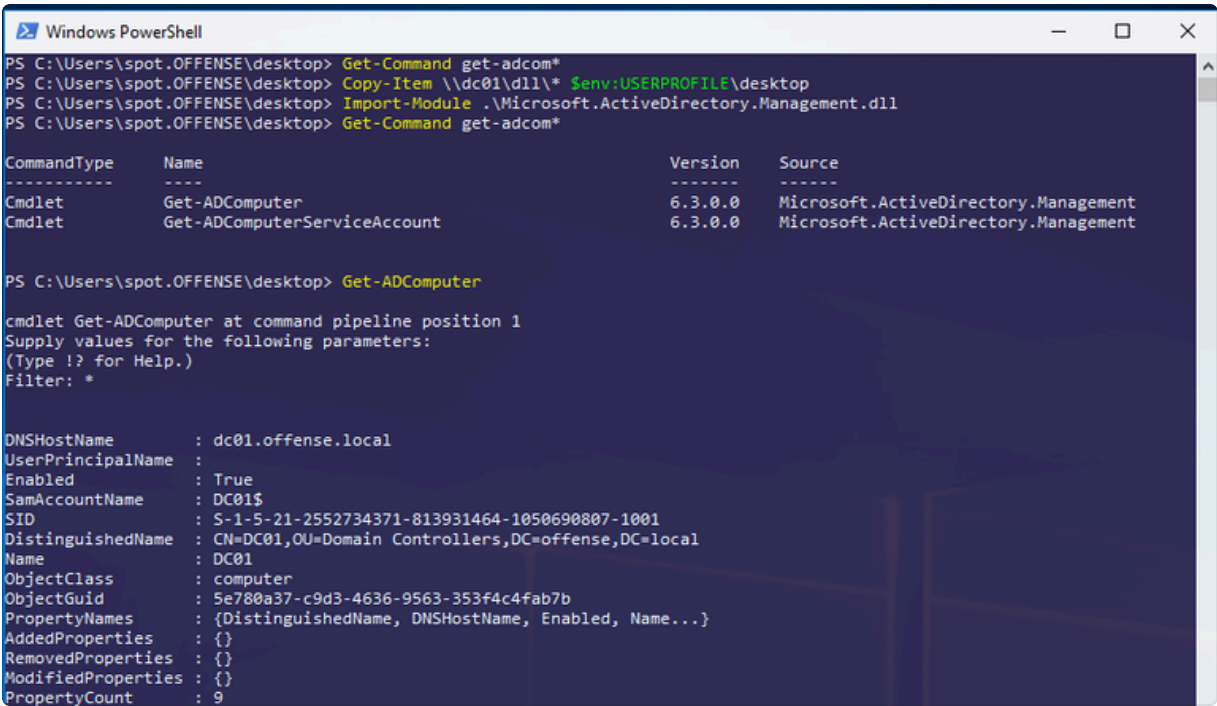 Windows PowerShell
PS C:\Users\spot.OFFENSE\desktop> Get-Command get-adcom*
PS C:\Users\spot.OFFENSE\desktop> Copy-Item \\dc01\dll\* $env:USERPROFILE\desktop
PS C:\Users\spot.OFFENSE\desktop> Import-Module .\Microsoft.ActiveDirectory.Management.dll
PS C:\Users\spot.OFFENSE\desktop> Get-Command get-adcom*
CommandType     Name                                               Version    Source
-----------     ----                                               -------    ------
Cmdlet          Get-ADComputer                                     6.3.0.0    Microsoft.ActiveDirectory.Management
Cmdlet          Get-ADComputerServiceAccount                       6.3.0.0    Microsoft.ActiveDirectory.Management
PS C:\Users\spot.OFFENSE\desktop> Get-ADComputer
cmdlet Get-ADComputer at command pipeline position 1
Supply values for the following parameters:
(Type !? for Help.)
Filter: *
DNSHostName        : dc01.offense.local
UserPrincipalName  :
Enabled            : True
SamAccountName     : DC01$
SID                : S-1-5-21-2552734371-813931464-1050690807-1001
DistinguishedName  : CN=DC01,OU=Domain Controllers,DC=offense,DC=local
Name               : DC01
ObjectClass        : computer
ObjectGuid         : 5e780a37-c9d3-4636-9563-353f4c4fab7b
PropertyNames      : {DistinguishedName, DNSHostName, Enabled, Name...}
AddedProperties    : {}
RemovedProperties  : {}
ModifiedProperties : {}
PropertyCount      : 9